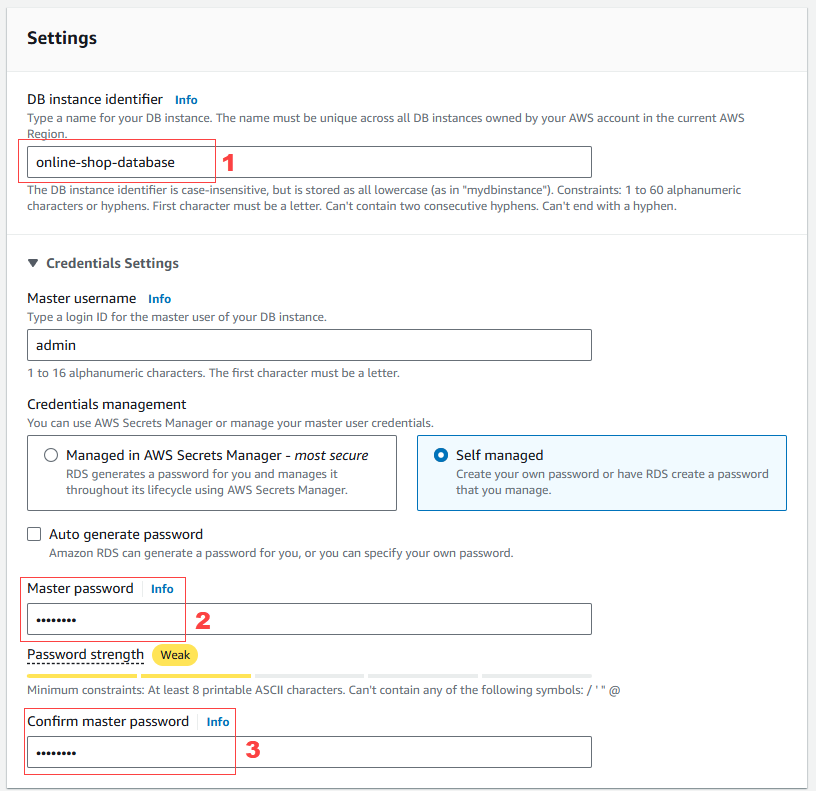 Settings
DB instance identifier Info
Type a name for your DB instance. The name must be unique across all DB instances owned by your AWS account in the current AWS
Region.
online-shop-database 1
The DB instance identifier is case-insensitive, but is stored as all lowercase (as in "mydbinstance"). Constraints: 1 to 60 alphanumeric
characters or hyphens. First character must be a letter. Can't contain two consecutive hyphens. Can't end with a hyphen.
▼ Credentials Settings
Master username Info
Type a login ID for the master user of your DB instance.
admin
1 to 16 alphanumeric characters. The first character must be a letter.
Credentials management
You can use AWS Secrets Manager or manage your master user credentials.
Managed in AWS Secrets Manager - most secure
RDS generates a password for you and manages it
throughout its lifecycle using AWS Secrets Manager.
Self managed
Create your own password or have RDS create a password
that you manage.
Auto generate password
Amazon RDS can generate a password for you, or you can specify your own password.
Master password Info
•••••••• 2
Password strength Weak
Minimum constraints: At least 8 printable ASCII characters. Can't contain any of the following symbols: / ' " @
Confirm master password Info
•••••••• 3